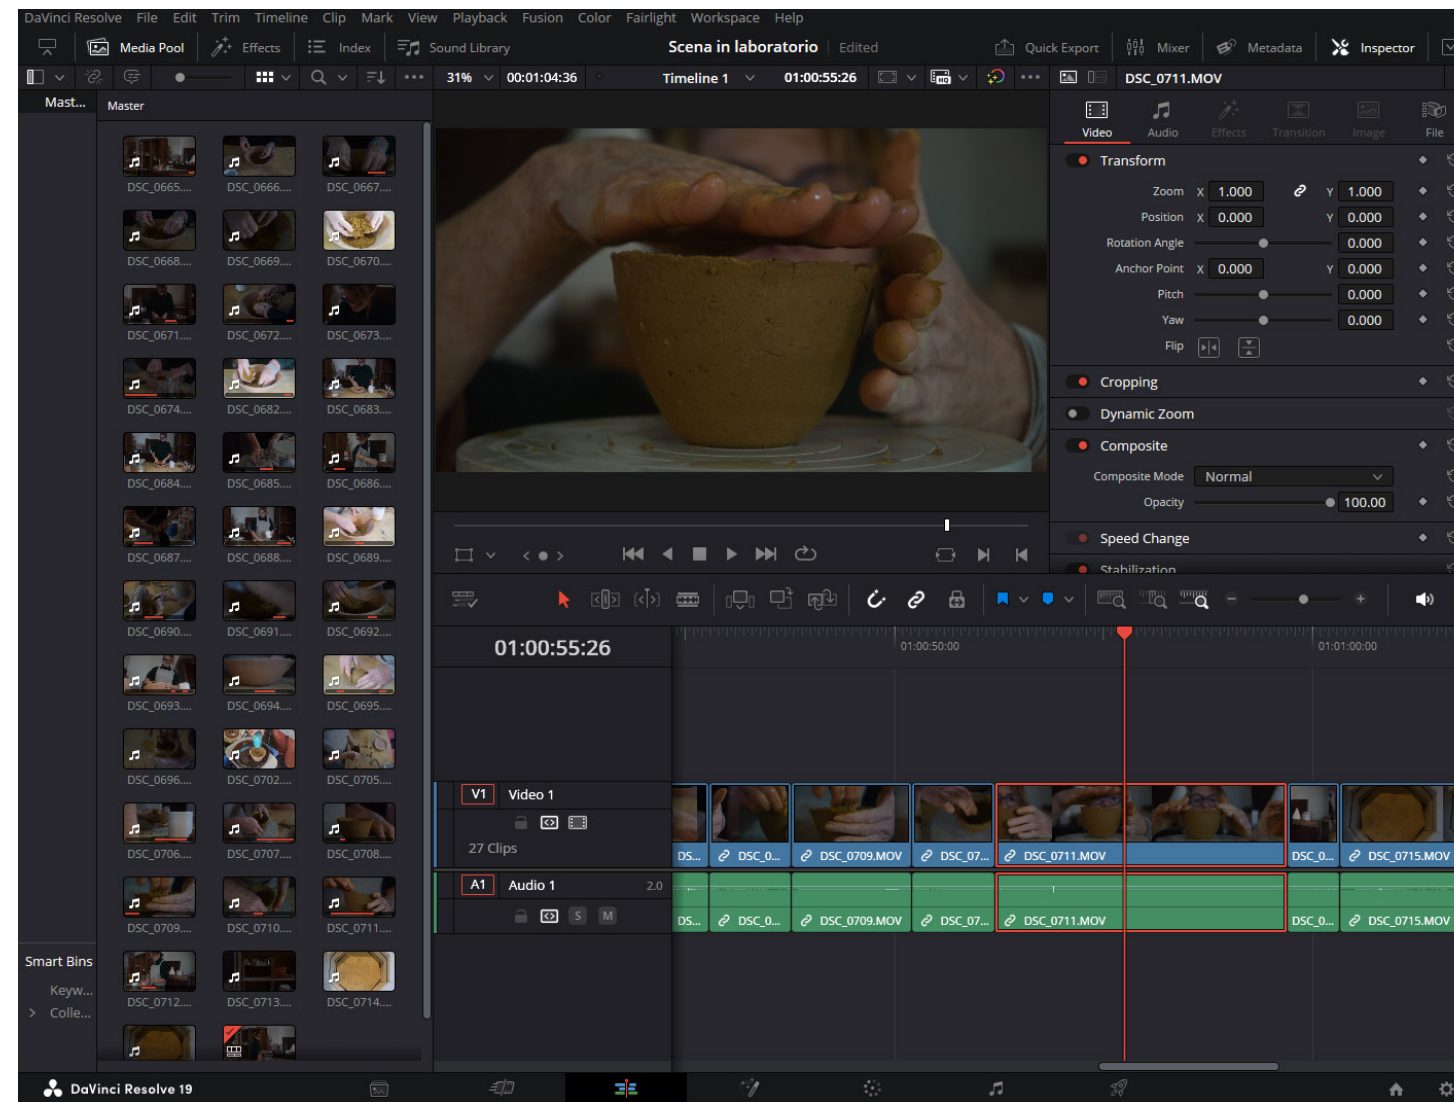 DaVinci Resolve File Edit Trim Timeline Clip Mark View Playback Fusion Color Fairlight Workspace Help
Media Pool Effects Index Sound Library Scena in laboratorio Edited Quick Export Mixer Metadata Inspector
31% 00:01:04:36 Timeline 1 01:00:55:26 DSC_0711.MOV
Mast... Master
Video Audio Effects Transition Image File
DSC_0665.... DSC_0666.... DSC_0667....
DSC_0668.... DSC_0669.... DSC_0670....
DSC_0671.... DSC_0672.... DSC_0673....
DSC_0674.... DSC_0682.... DSC_0683....
DSC_0684.... DSC_0685.... DSC_0686....
DSC_0687.... DSC_0688.... DSC_0689....
DSC_0690.... DSC_0691.... DSC_0692....
DSC_0693.... DSC_0694.... DSC_0695....
DSC_0696.... DSC_0702.... DSC_0705....
DSC_0706.... DSC_0707.... DSC_0708....
DSC_0709.... DSC_0710.... DSC_0711....
DSC_0712.... DSC_0713.... DSC_0714....
Smart Bins
Keyw...
Colle...
Transform
Zoom X 1.000 Y 1.000
Position X 0.000 Y 0.000
Rotation Angle 0.000
Anchor Point X 0.000 Y 0.000
Pitch 0.000
Yaw 0.000
Flip
Cropping
Dynamic Zoom
Composite
Composite Mode Normal
Opacity 100.00
Speed Change
Stabilization
01:00:55:26 01:00:50:00 01:01:00:00
V1 Video 1
27 Clips
DS... DSC_0... DSC_0709.MOV DSC_07... DSC_0711.MOV DSC_0... DSC_0715.MOV
A1 Audio 1 2.0
S M
DS... DSC_0... DSC_0709.MOV DSC_07... DSC_0711.MOV DSC_0... DSC_0715.MOV
DaVinci Resolve 19